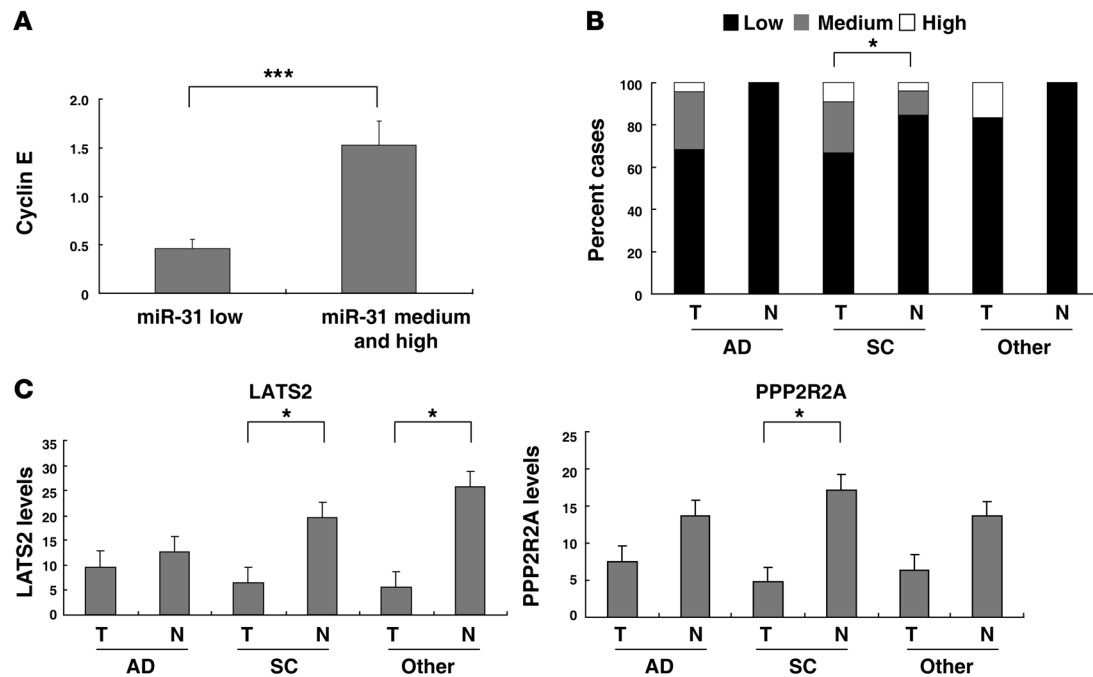 A
***
2.0
1.5
1.0
0.5
0
Cyclin E
miR-31 low
miR-31 medium
and high
B
Low Medium High
*
100
80
60
40
20
0
Percent cases
T N T N T N
AD SC Other
C
LATS2
* *
35
30
25
20
15
10
5
0
LATS2 levels
T N T N T N
AD SC Other
PPP2R2A
*
25
20
15
10
5
0
PPP2R2A levels
T N T N T N
AD SC Other